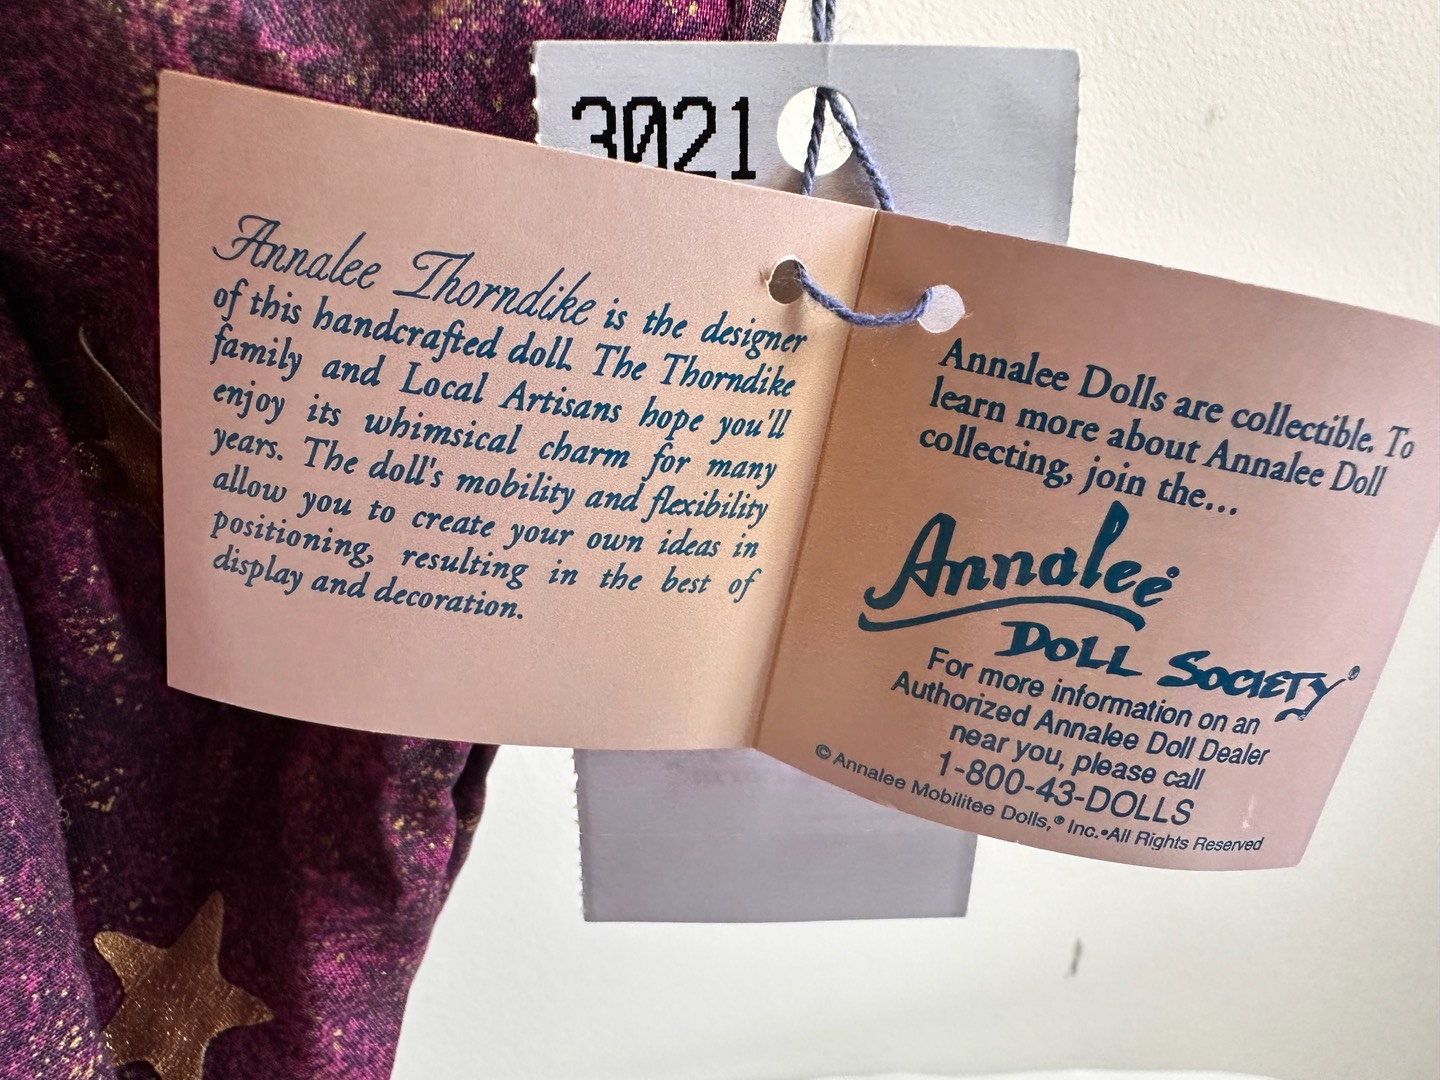 3021
Annalee Thorndike is the designer
of this handcrafted doll. The Thorndike
family and Local Artisans hope you'll
enjoy its whimsical charm for many
years. The doll's mobility and flexibility
allow you to create your own ideas in
positioning, resulting in the best of
display and decoration.
Annalee Dolls are collectible. To
learn more about Annalee Doll
collecting, join the...
Annalee®
DOLL SOCIETY®
For more information on an
Authorized Annalee Doll Dealer
near you, please call
1-800-43-DOLLS
© Annalee Mobilitee Dolls,® Inc.•All Rights Reserved